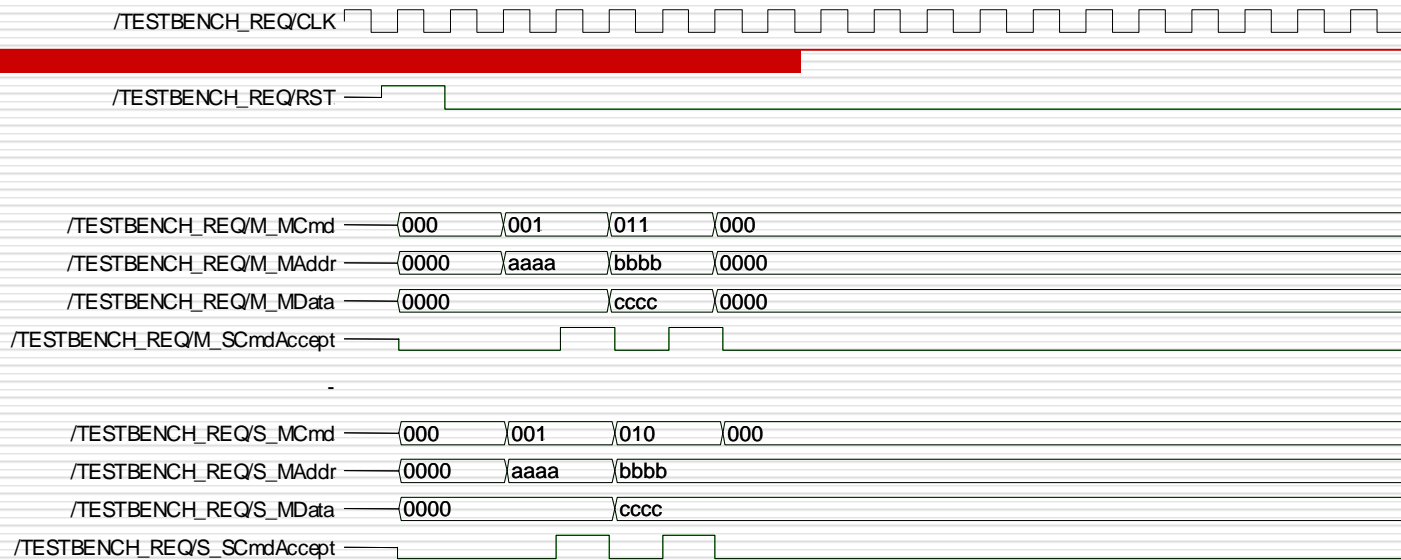 /TESTBENCH_REQ/CLK
/TESTBENCH_REQ/RST
/TESTBENCH_REQ/M_MCmd 000 001 011 000
/TESTBENCH_REQ/M_MAddr 0000 aaaa bbbb 0000
/TESTBENCH_REQ/M_MData 0000 cccc 0000
/TESTBENCH_REQ/M_SCmdAccept
-
/TESTBENCH_REQ/S_MCmd 000 001 010 000
/TESTBENCH_REQ/S_MAddr 0000 aaaa bbbb
/TESTBENCH_REQ/S_MData 0000 cccc
/TESTBENCH_REQ/S_SCmdAccept